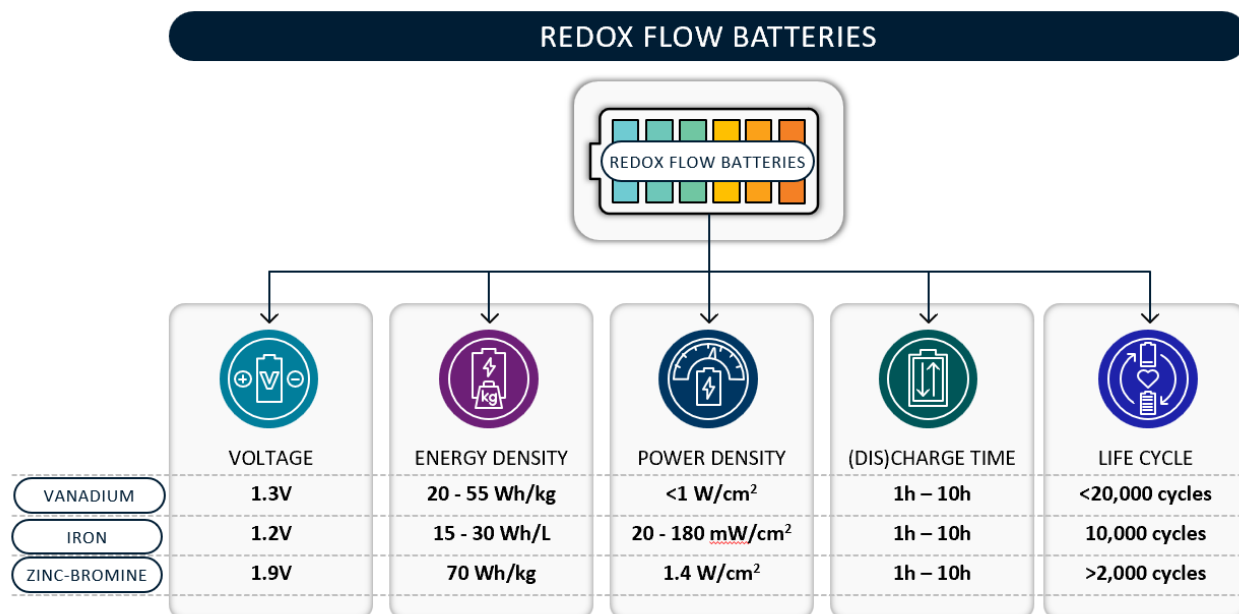 REDOX FLOW BATTERIES
REDOX FLOW BATTERIES
V
kg
VOLTAGE ENERGY DENSITY POWER DENSITY (DIS)CHARGE TIME LIFE CYCLE
VANADIUM 1.3V 20 - 55 Wh/kg <1 W/cm² 1h – 10h <20,000 cycles
IRON 1.2V 15 - 30 Wh/L 20 - 180 mW/cm² 1h – 10h 10,000 cycles
ZINC-BROMINE 1.9V 70 Wh/kg 1.4 W/cm² 1h – 10h >2,000 cycles